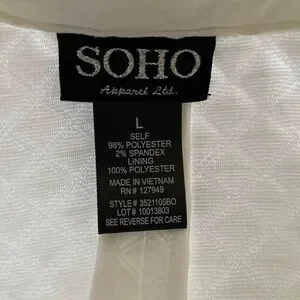 SOHO
Apparel Ltd.
L
SELF
98% POLYESTER
2% SPANDEX
LINING
100% POLYESTER
MADE IN VIETNAM
RN# 127949
STYLE # 3521105BO
LOT # 10013803
SEE REVERSE FOR CARE